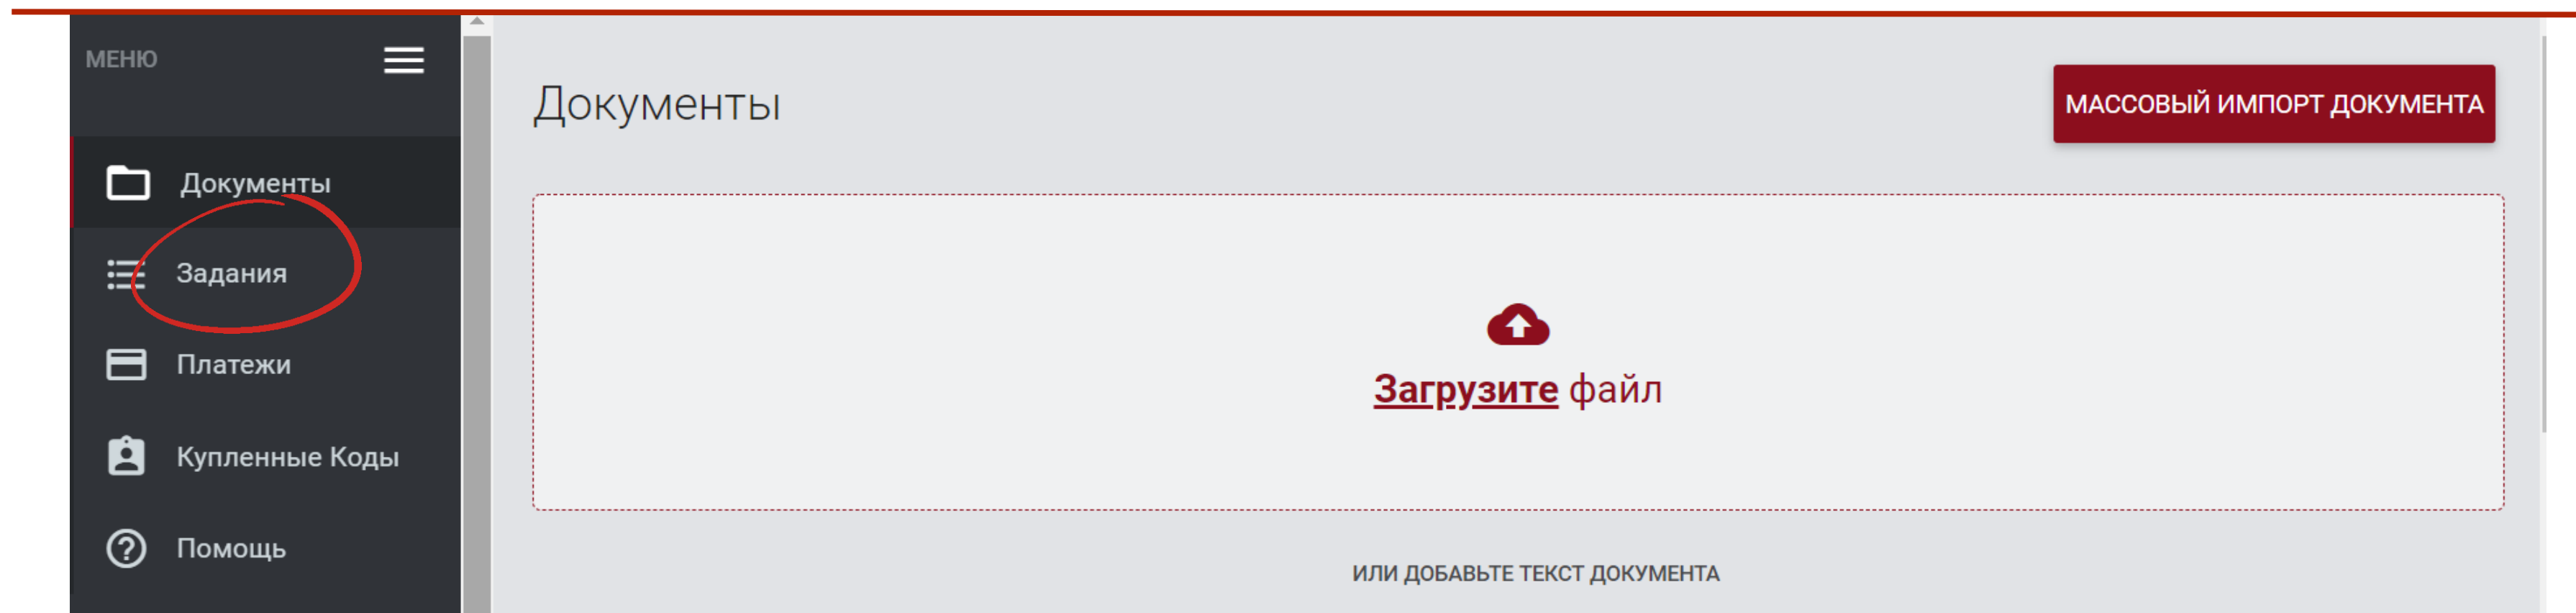 МЕНЮ
Документы
Задания
Платежи
Купленные Коды
Помощь
Документы
МАССОВЫЙ ИМПОРТ ДОКУМЕНТА
Загрузите файл
ИЛИ ДОБАВЬТЕ ТЕКСТ ДОКУМЕНТА